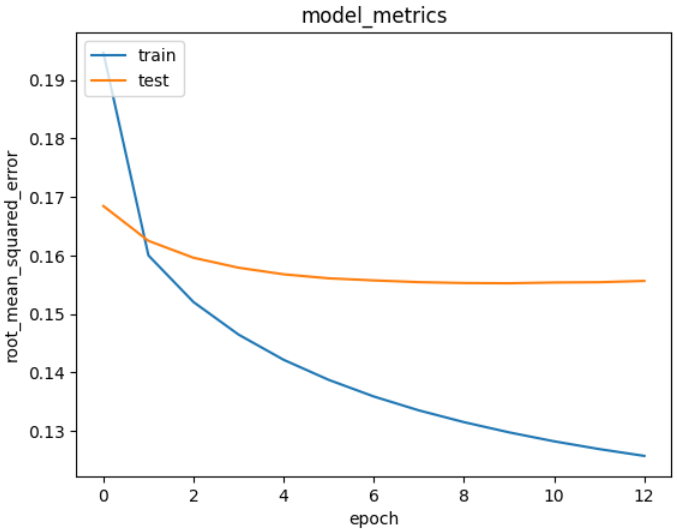 model_metrics
train
test
root_mean_squared_error
0.19
0.18
0.17
0.16
0.15
0.14
0.13
0 2 4 6 8 10 12
epoch